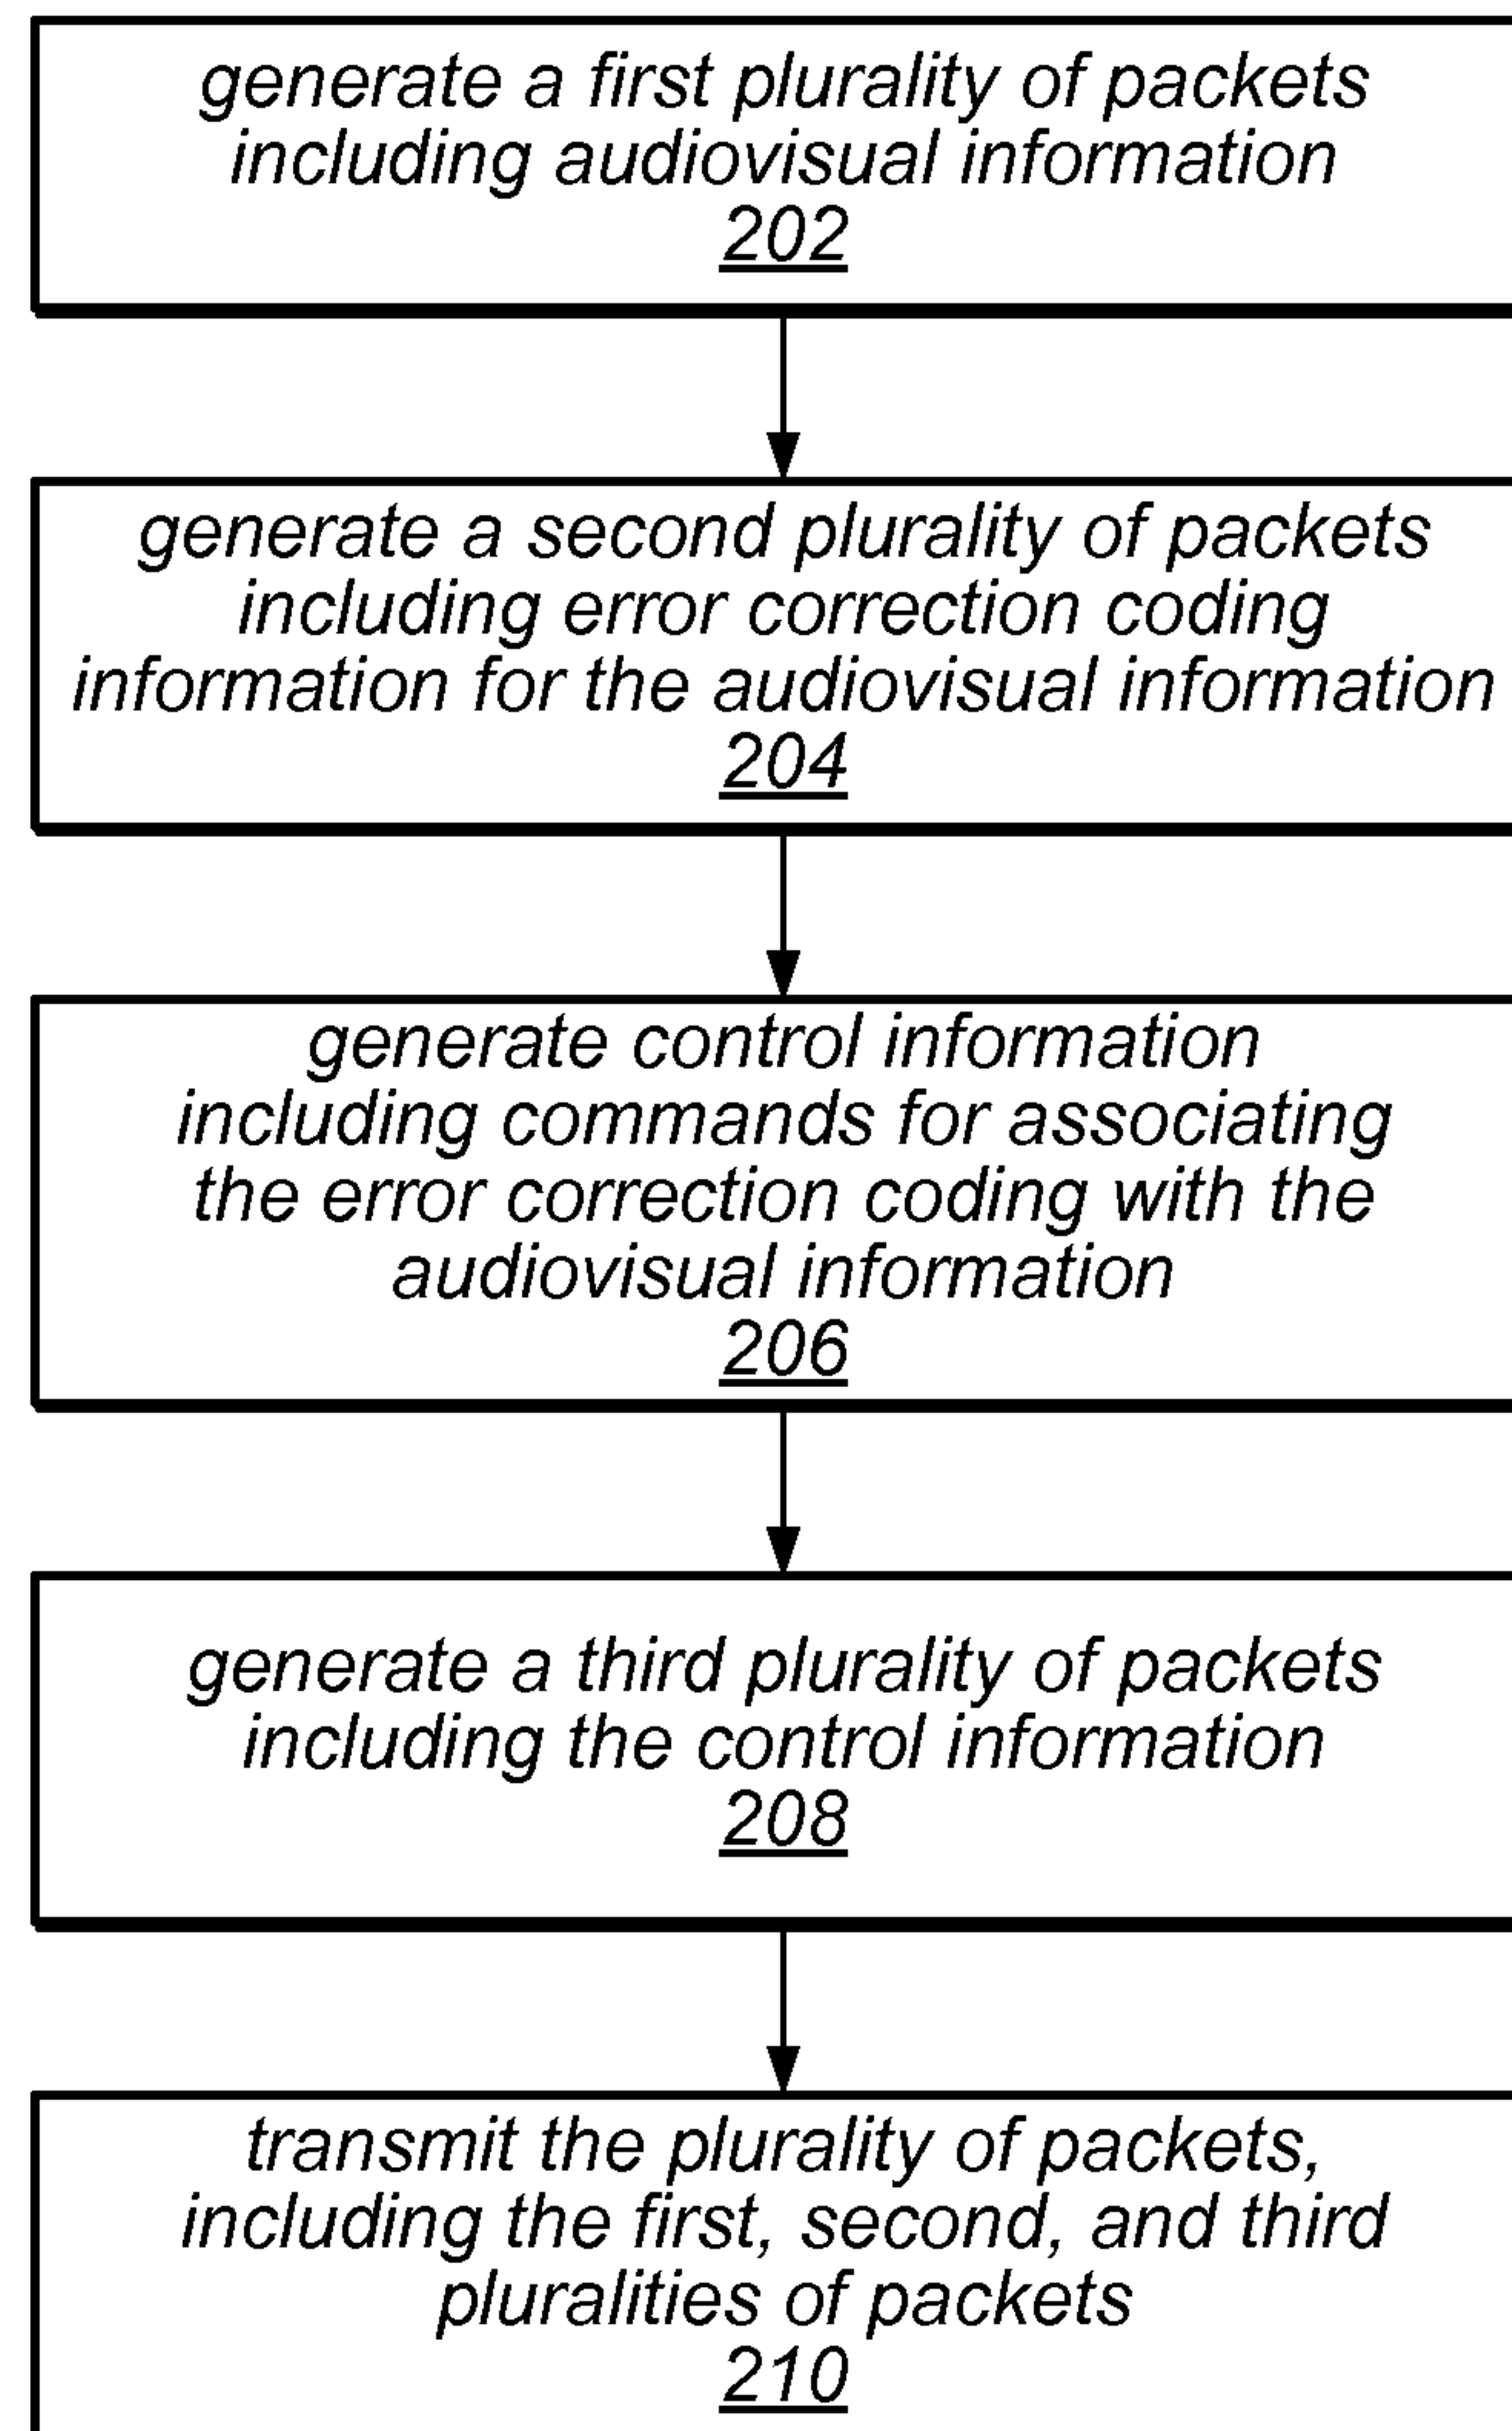 generate a first plurality of packets
including audiovisual information
202
generate a second plurality of packets
including error correction coding
information for the audiovisual information
204
generate control information
including commands for associating
the error correction coding with the
audiovisual information
206
generate a third plurality of packets
including the control information
208
transmit the plurality of packets,
including the first, second, and third
pluralities of packets
210